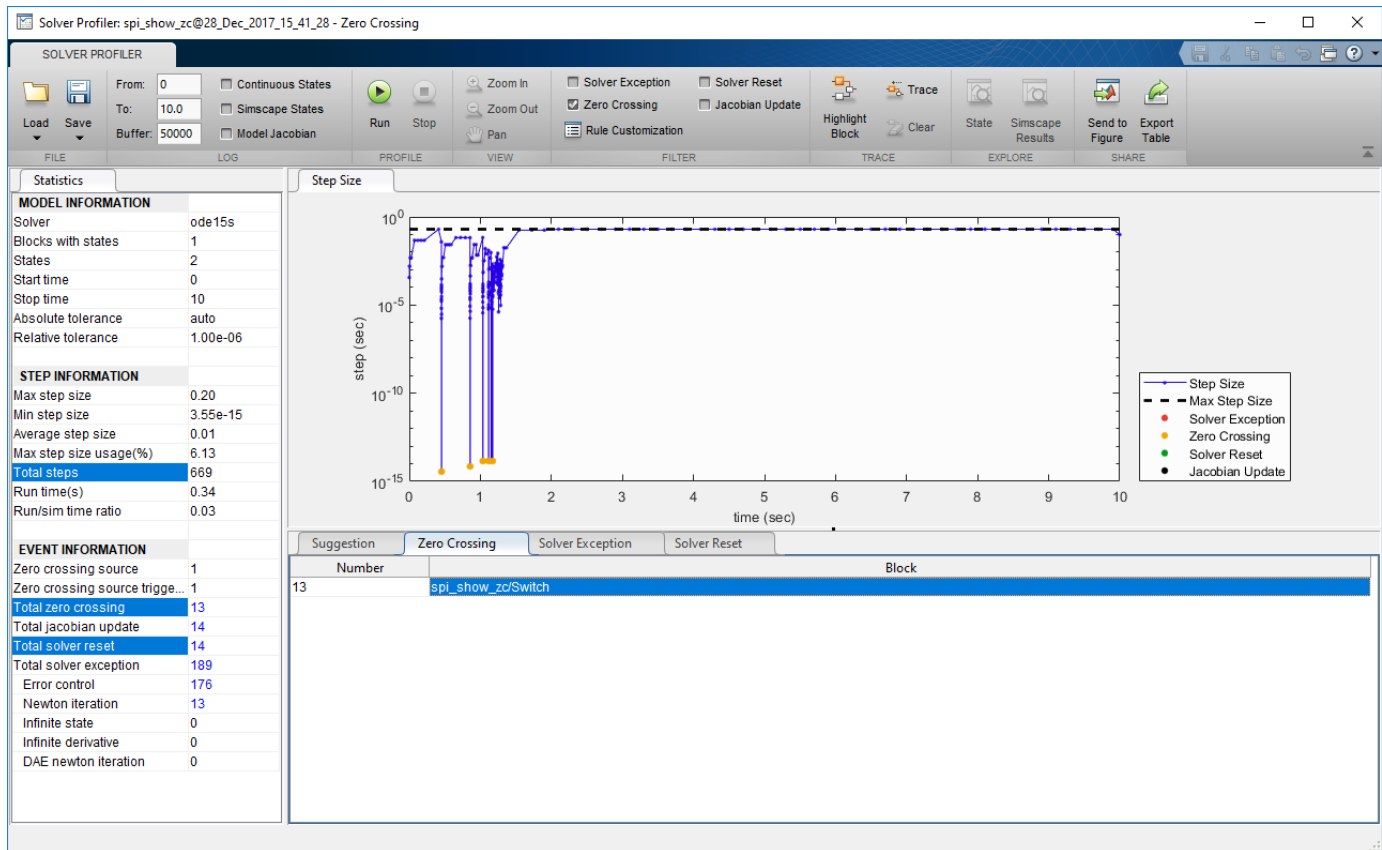 Solver Profiler: spi_show_zc@28_Dec_2017_15_41_28 - Zero Crossing
SOLVER PROFILER
Load
Save
From: 0
To: 10.0
Buffer: 50000
Continuous States
Simscape States
Model Jacobian
Run
Stop
Zoom In
Zoom Out
Pan
Solver Exception
Solver Reset
Zero Crossing
Jacobian Update
Rule Customization
Highlight
Block
Trace
Clear
State
Simscape
Results
Send to
Figure
Export
Table
FILE
LOG
PROFILE
VIEW
FILTER
TRACE
EXPLORE
SHARE
Statistics
MODEL INFORMATION
Solver ode15s
Blocks with states 1
States 2
Start time 0
Stop time 10
Absolute tolerance auto
Relative tolerance 1.00e-06
STEP INFORMATION
Max step size 0.20
Min step size 3.55e-15
Average step size 0.01
Max step size usage(%) 6.13
Total steps 669
Run time(s) 0.34
Run/sim time ratio 0.03
EVENT INFORMATION
Zero crossing source 1
Zero crossing source trigge... 1
Total zero crossing 13
Total jacobian update 14
Total solver reset 14
Total solver exception 189
Error control 176
Newton iteration 13
Infinite state 0
Infinite derivative 0
DAE newton iteration 0
Step Size
10^0
10^-5
10^-10
10^-15
step (sec)
0 1 2 3 4 5 6 7 8 9 10
time (sec)
Step Size
Max Step Size
Solver Exception
Zero Crossing
Solver Reset
Jacobian Update
Suggestion
Zero Crossing
Solver Exception
Solver Reset
Number Block
13 spi_show_zc/Switch